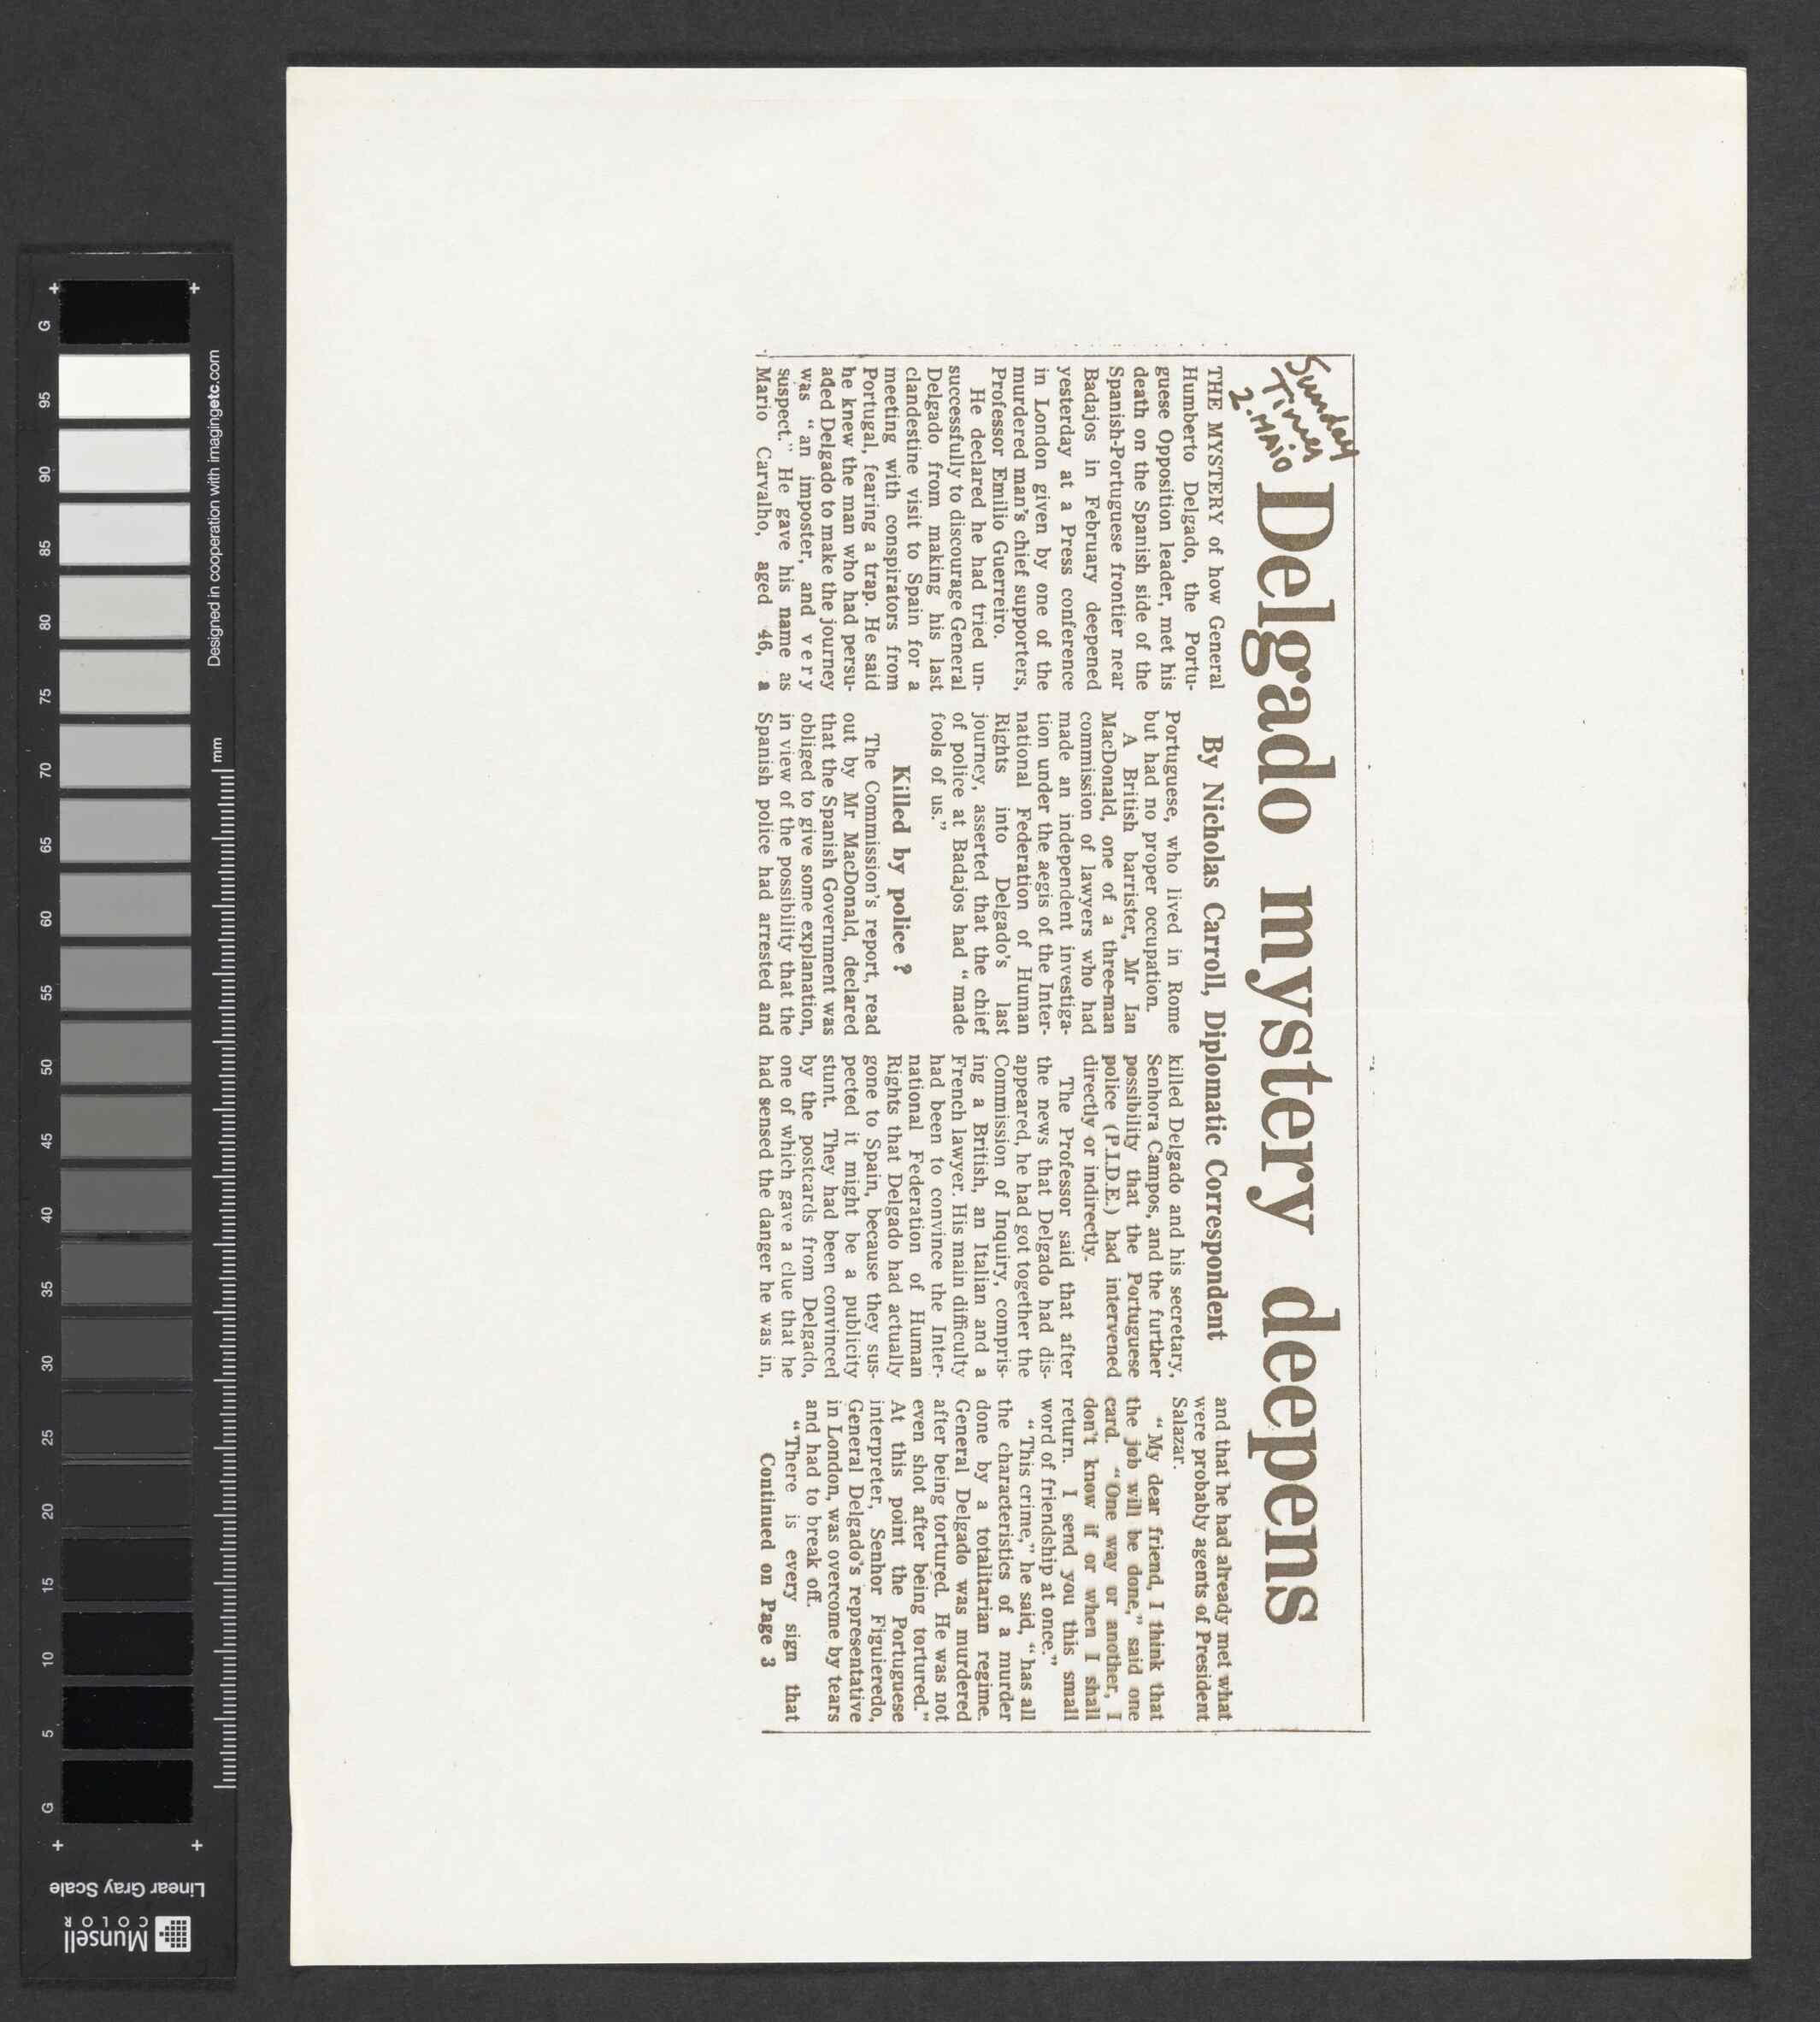 Sunday
Times
2. MAIO
Delgado mystery deepens
By Nicholas Carroll, Diplomatic Correspondent
THE MYSTERY of how General
Humberto Delgado, the Portu-
guese Opposition leader, met his
death on the Spanish side of the
Spanish-Portuguese frontier near
Badajos in February deepened
yesterday at a Press conference
in London given by one of the
murdered man's chief supporters,
Professor Emilio Guerreiro.
He declared he had tried un-
successfully to discourage General
Delgado from making his last
clandestine visit to Spain for a
meeting with conspirators from
Portugal, fearing a trap. He said
he knew the man who had persu-
aded Delgado to make the journey
was "an imposter, and very
suspect." He gave his name as
Mario Carvalho, aged 46, a
Portuguese, who lived in Rome
but had no proper occupation.
A British barrister, Mr Ian
MacDonald, one of a three-man
commission of lawyers who had
made an independent investiga-
tion under the aegis of the Inter-
national Federation of Human
Rights into Delgado's last
journey, asserted that the chief
of police at Badajos had "made
fools of us."
Killed by police ?
The Commission's report, read
out by Mr MacDonald, declared
that the Spanish Government was
obliged to give some explanation,
in view of the possibility that the
Spanish police had arrested and
killed Delgado and his secretary,
Senhora Campos, and the further
possibility that the Portuguese
police (P.I.D.E.) had intervened
directly or indirectly.
The Professor said that after
the news that Delgado had dis-
appeared, he had got together the
Commission of Inquiry, compris-
ing a British, an Italian and a
French lawyer. His main difficulty
had been to convince the Inter-
national Federation of Human
Rights that Delgado had actually
gone to Spain, because they sus-
pected it might be a publicity
stunt. They had been convinced
by the postcards from Delgado,
one of which gave a clue that he
had sensed the danger he was in,
and that he had already met what
were probably agents of President
Salazar.
"My dear friend, I think that
the job will be done," said one
card. "One way or another, I
don't know if or when I shall
return. I send you this small
word of friendship at once."
"This crime," he said, "has all
the characteristics of a murder
done by a totalitarian regime.
General Delgado was murdered
after being tortured. He was not
even shot after being tortured."
At this point the Portuguese
interpreter, Senhor Figuieredo,
General Delgado's representative
in London, was overcome by tears
and had to break off.
"There is every sign that
Continued on Page 3
Designed in cooperation with imagingetc.com
mm
G 95 90 85 80 75 70 65 60 55 50 45 40 35 30 25 20 15 10 5 G
Linear Gray Scale
Munsell
COLOR